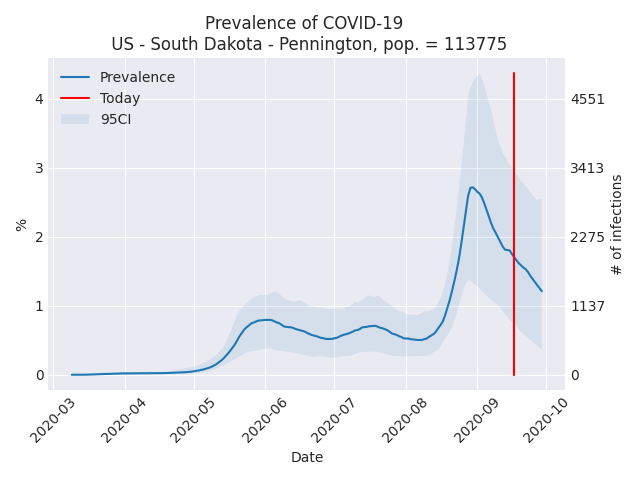 Prevalence of COVID-19
US - South Dakota - Pennington, pop. = 113775
Prevalence
Today
95CI
4
3
2
1
0
%
4551
3413
2275
1137
0
# of infections
2020-03
2020-04
2020-05
2020-06
2020-07
2020-08
2020-09
2020-10
Date